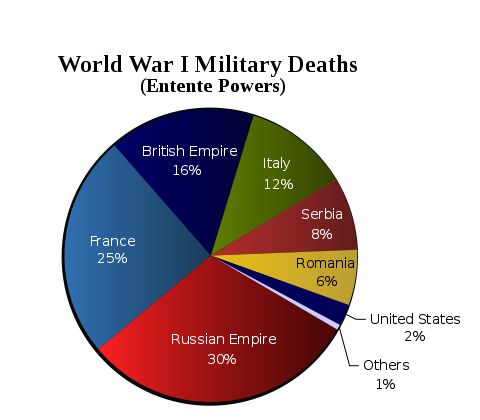 World War I Military Deaths
(Entente Powers)
British Empire
16%
Italy
12%
Serbia
8%
France
25%
Romania
6%
United States
2%
Russian Empire
30%
Others
1%